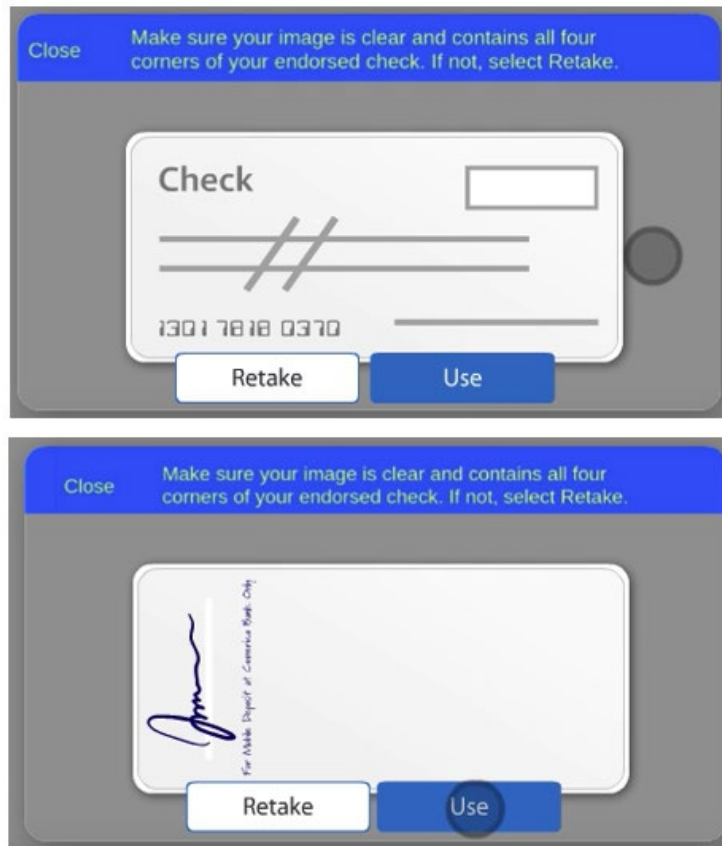 Close
Make sure your image is clear and contains all four
corners of your endorsed check. If not, select Retake.
Check
1301 7818 0370
Retake
Use
Close
Make sure your image is clear and contains all four
corners of your endorsed check. If not, select Retake.
For Mobile Deposit at Comerica Bank Only
Retake
Use